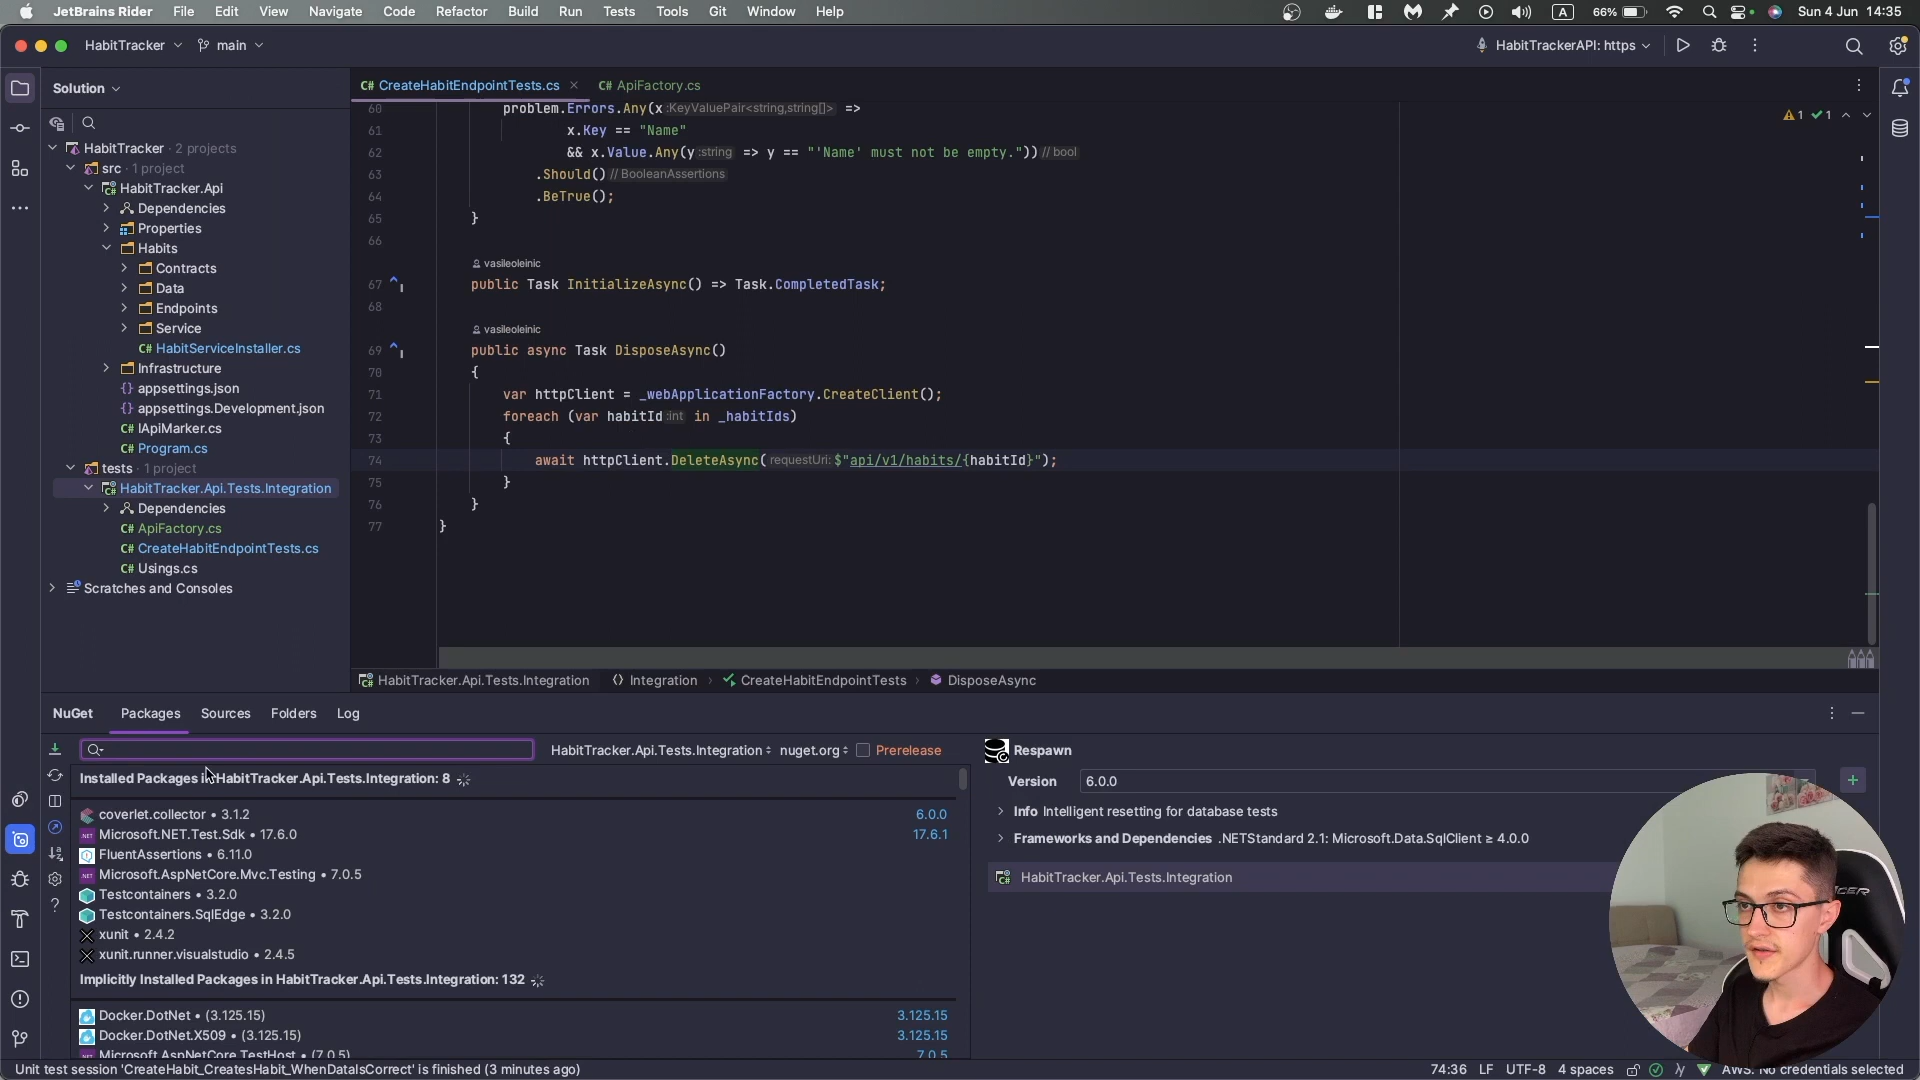 JetBrains Rider File Edit View Navigate Code Refactor Build Run Tests Tools Git Window Help A 66% Sun 4 Jun 14:35
HabitTracker main HabitTrackerAPI: https
Solution
C# CreateHabitEndpointTests.cs C# ApiFactory.cs
HabitTracker · 2 projects
src · 1 project
HabitTracker.Api
Dependencies
Properties
Habits
Contracts
Data
Endpoints
Service
C# HabitServiceInstaller.cs
Infrastructure
{} appsettings.json
{} appsettings.Development.json
C# IApiMarker.cs
C# Program.cs
tests · 1 project
HabitTracker.Api.Tests.Integration
Dependencies
C# ApiFactory.cs
C# CreateHabitEndpointTests.cs
C# Usings.cs
Scratches and Consoles
1 1
60 problem.Errors.Any(x :KeyValuePair<string,string[]> =>
61 x.Key == "Name"
62 && x.Value.Any(y :string => y == "'Name' must not be empty.")) // bool
63 .Should() // BooleanAssertions
64 .BeTrue();
65 }
66
vasileoleinic
67 public Task InitializeAsync() => Task.CompletedTask;
68
vasileoleinic
69 public async Task DisposeAsync()
70 {
71 var httpClient = _webApplicationFactory.CreateClient();
72 foreach (var habitId :int in _habitIds)
73 {
74 await httpClient.DeleteAsync( requestUri: $"api/v1/habits/{habitId}");
75 }
76 }
77 }
HabitTracker.Api.Tests.Integration Integration CreateHabitEndpointTests DisposeAsync
NuGet Packages Sources Folders Log
HabitTracker.Api.Tests.Integration nuget.org Prerelease
Installed Packages in HabitTracker.Api.Tests.Integration: 8
coverlet.collector • 3.1.2 6.0.0
Microsoft.NET.Test.Sdk • 17.6.0 17.6.1
FluentAssertions • 6.11.0
Microsoft.AspNetCore.Mvc.Testing • 7.0.5
Testcontainers • 3.2.0
Testcontainers.SqlEdge • 3.2.0
xunit • 2.4.2
xunit.runner.visualstudio • 2.4.5
Implicitly Installed Packages in HabitTracker.Api.Tests.Integration: 132
Docker.DotNet • (3.125.15) 3.125.15
Docker.DotNet.X509 • (3.125.15) 3.125.15
Microsoft.AspNetCore.TestHost • (7.0.5) 7.0.5
Respawn
Version 6.0.0
Info Intelligent resetting for database tests
Frameworks and Dependencies .NETStandard 2.1: Microsoft.Data.SqlClient ≥ 4.0.0
HabitTracker.Api.Tests.Integration
Unit test session 'CreateHabit_CreatesHabit_WhenDataIsCorrect' is finished (3 minutes ago) 74:36 LF UTF-8 4 spaces AWS: No credentials selected